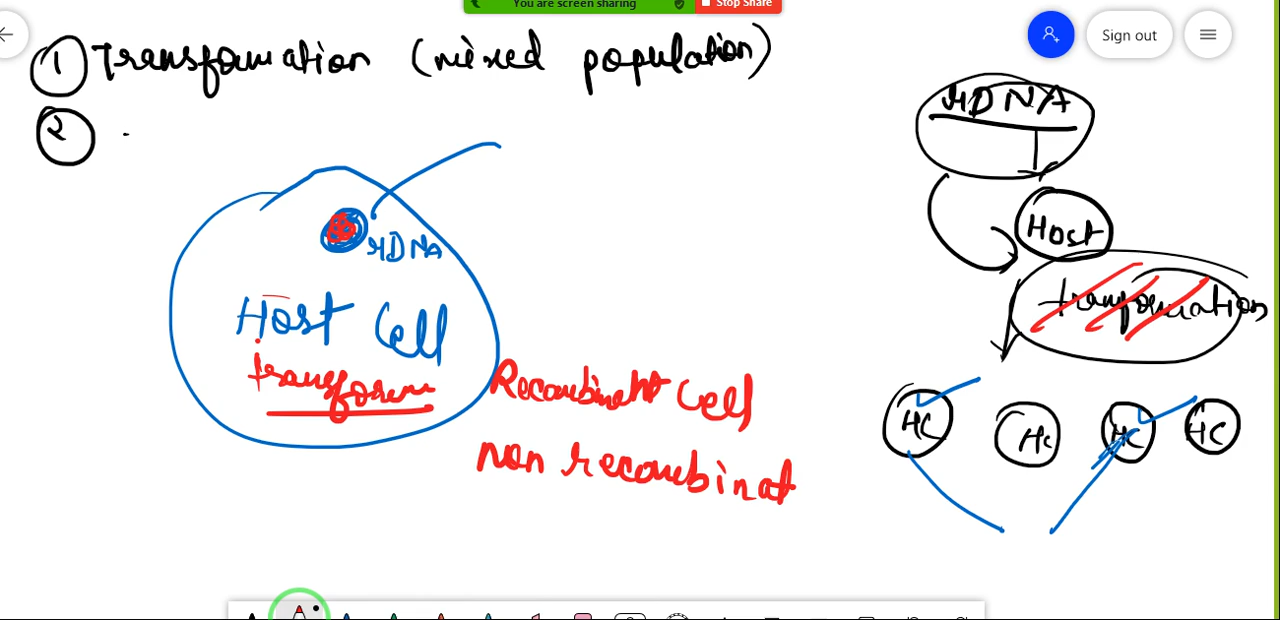 You are screen sharing
Stop Share
① Transformation (mixed population)
②
Sign out
rDNA
Host
transformation
rDNA
Host Cell
transform
Recombinant Cell
non recombinat
HC HC HC HC